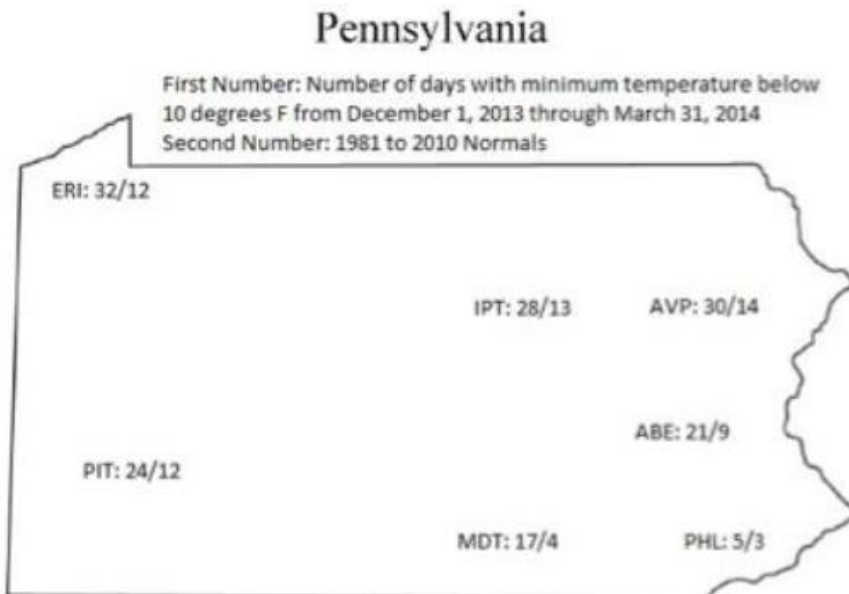 Pennsylvania
First Number: Number of days with minimum temperature below
10 degrees F from December 1, 2013 through March 31, 2014
Second Number: 1981 to 2010 Normals
ERI: 32/12
IPT: 28/13
AVP: 30/14
ABE: 21/9
PIT: 24/12
MDT: 17/4
PHL: 5/3